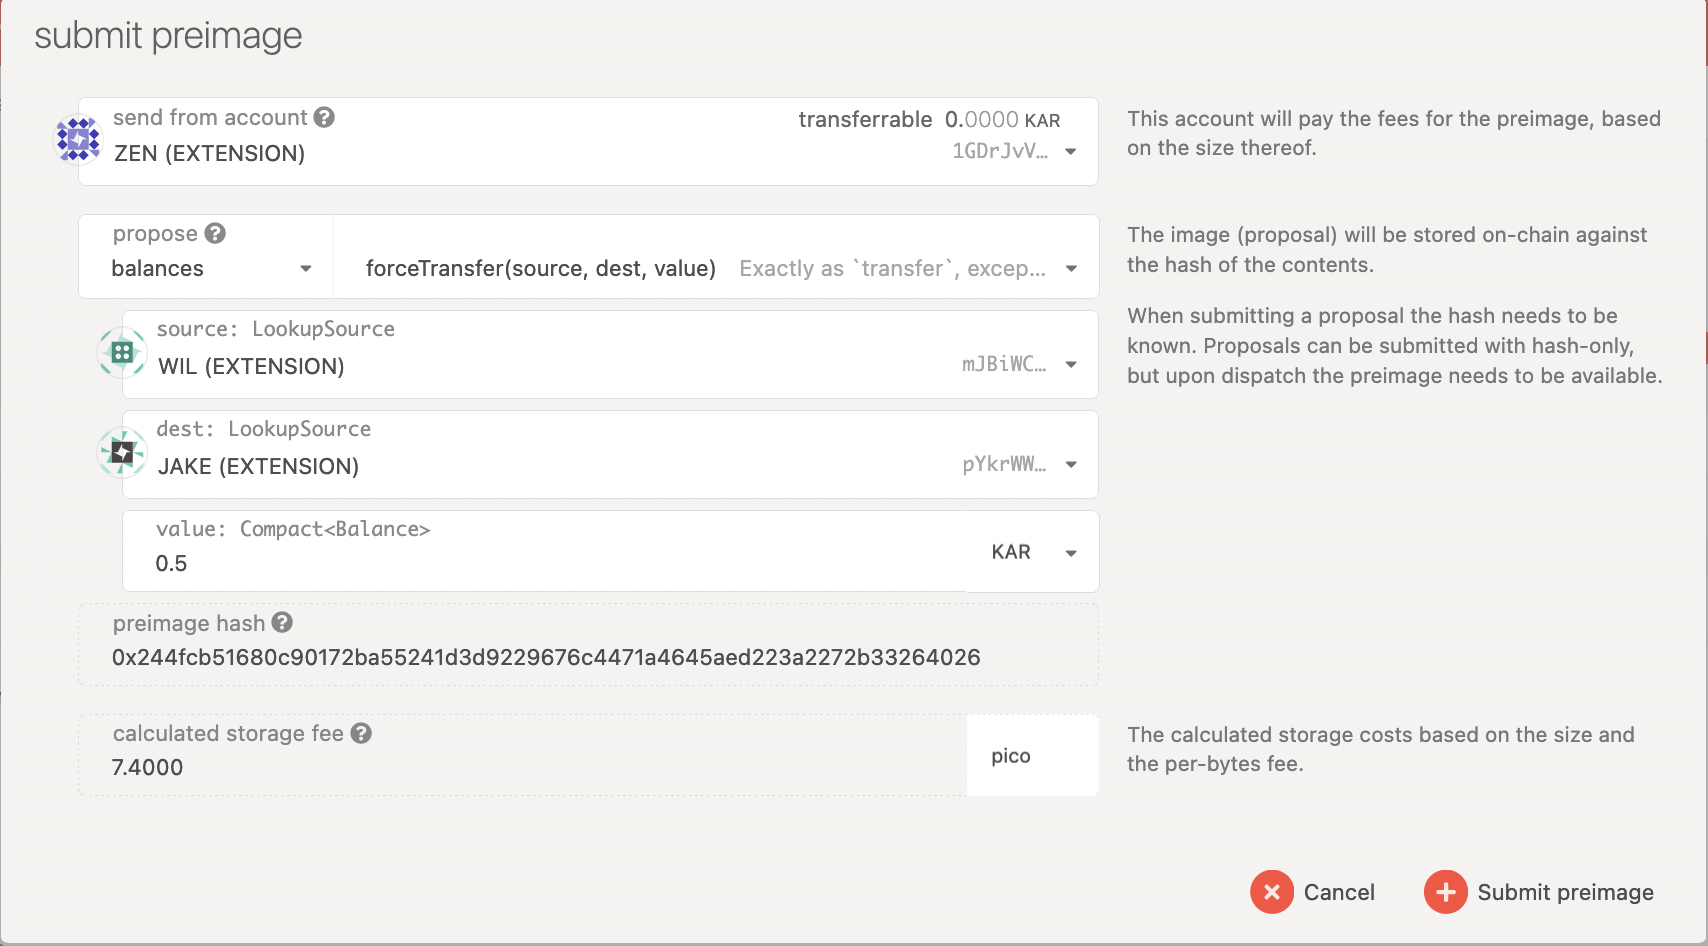 submit preimage
send from account
transferrable 0.0000 KAR
ZEN (EXTENSION)
1GDrJvV…
This account will pay the fees for the preimage, based
on the size thereof.
propose
balances
forceTransfer(source, dest, value) Exactly as `transfer`, excep…
The image (proposal) will be stored on-chain against
the hash of the contents.
When submitting a proposal the hash needs to be
known. Proposals can be submitted with hash-only,
but upon dispatch the preimage needs to be available.
source: LookupSource
WIL (EXTENSION)
mJBiWC…
dest: LookupSource
JAKE (EXTENSION)
pYkrWW…
value: Compact<Balance>
0.5
KAR
preimage hash
0x244fcb51680c90172ba55241d3d9229676c4471a4645aed223a2272b33264026
calculated storage fee
7.4000
pico
The calculated storage costs based on the size and
the per-bytes fee.
Cancel
Submit preimage